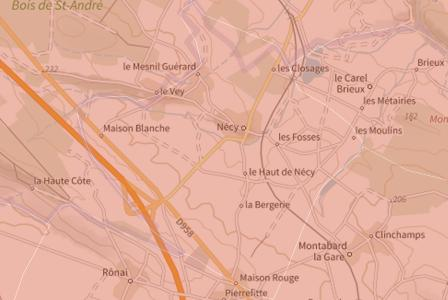 Bois de St-André
232
le Mesnil Guérard
les Closages
Brieux
le Vey
le Carel
Brieux
les Métairies
182
Mon
Maison Blanche
Nécy
les Fosses
les Moulins
la Haute Côte
le Haut de Nécy
206
la Bergerie
D958
Clinchamps
Montabard
la Gare
Rônai
Maison Rouge
Pierrefitte